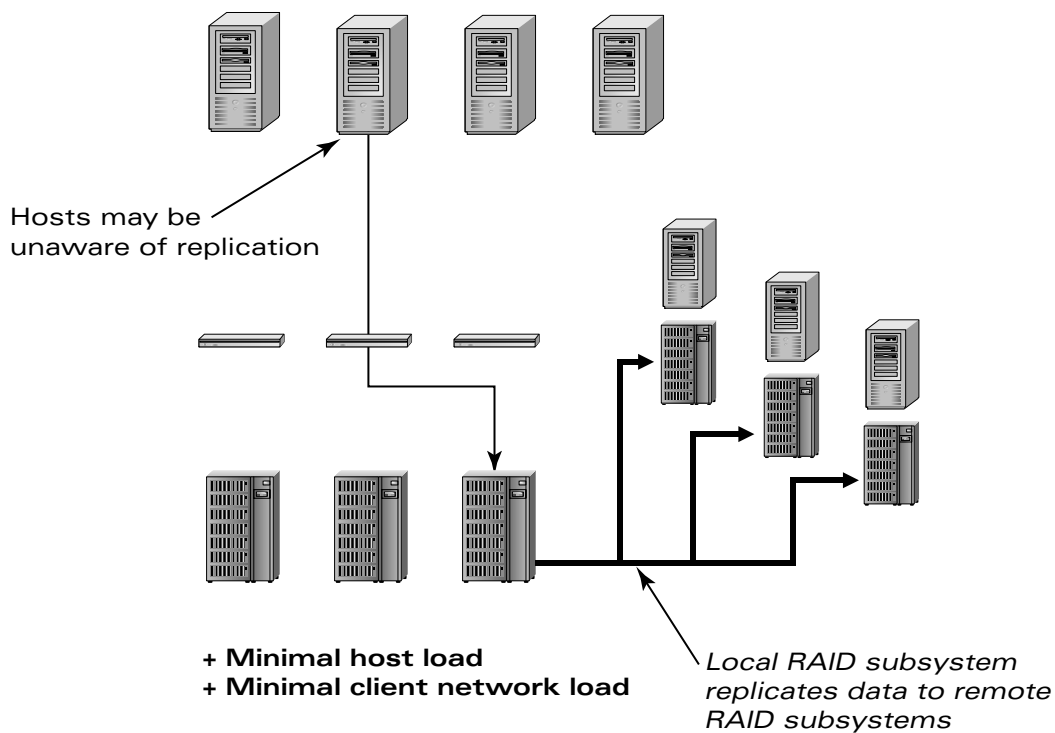 Hosts may be
unaware of replication
+ Minimal host load
+ Minimal client network load
Local RAID subsystem
replicates data to remote
RAID subsystems